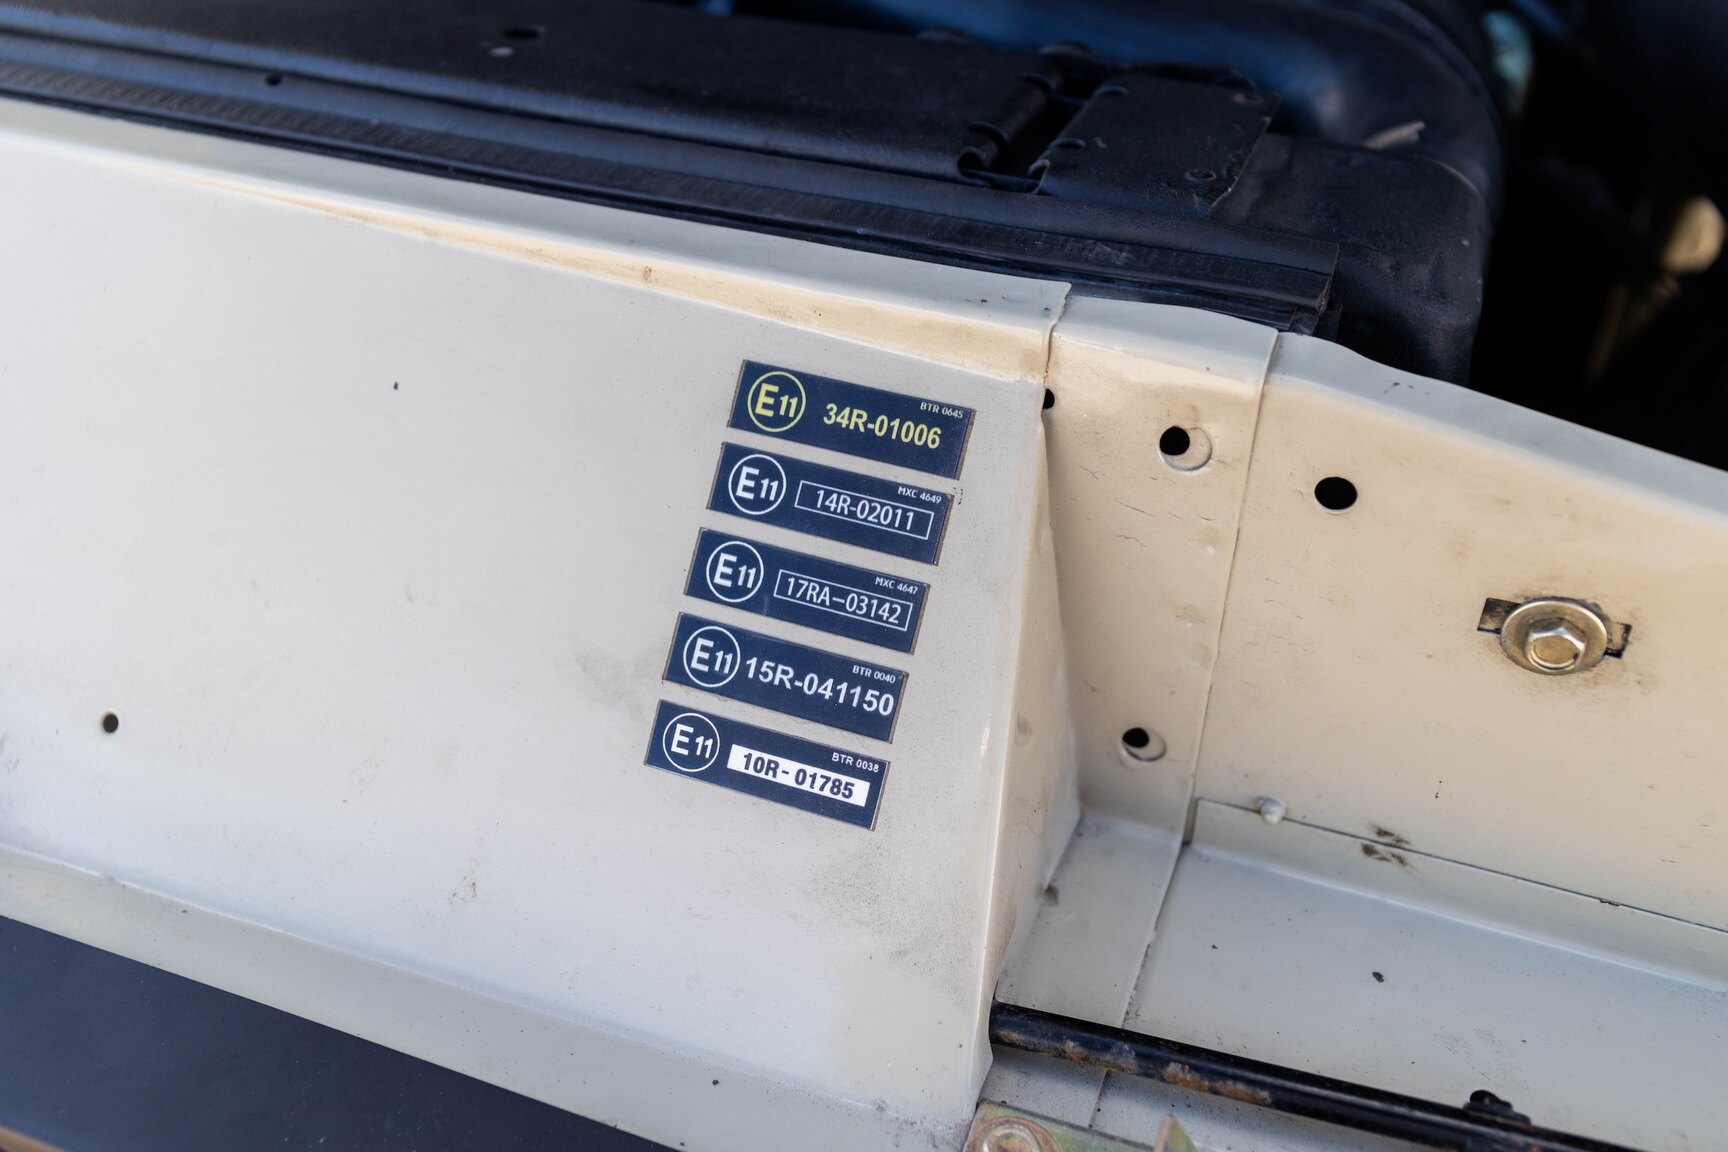 E11 34R-01006 BTR 0645
E11 14R-02011 MXC 4649
E11 17RA-03142 MXC 4647
E11 15R-041150 BTR 0040
E11 10R-01785 BTR 0038